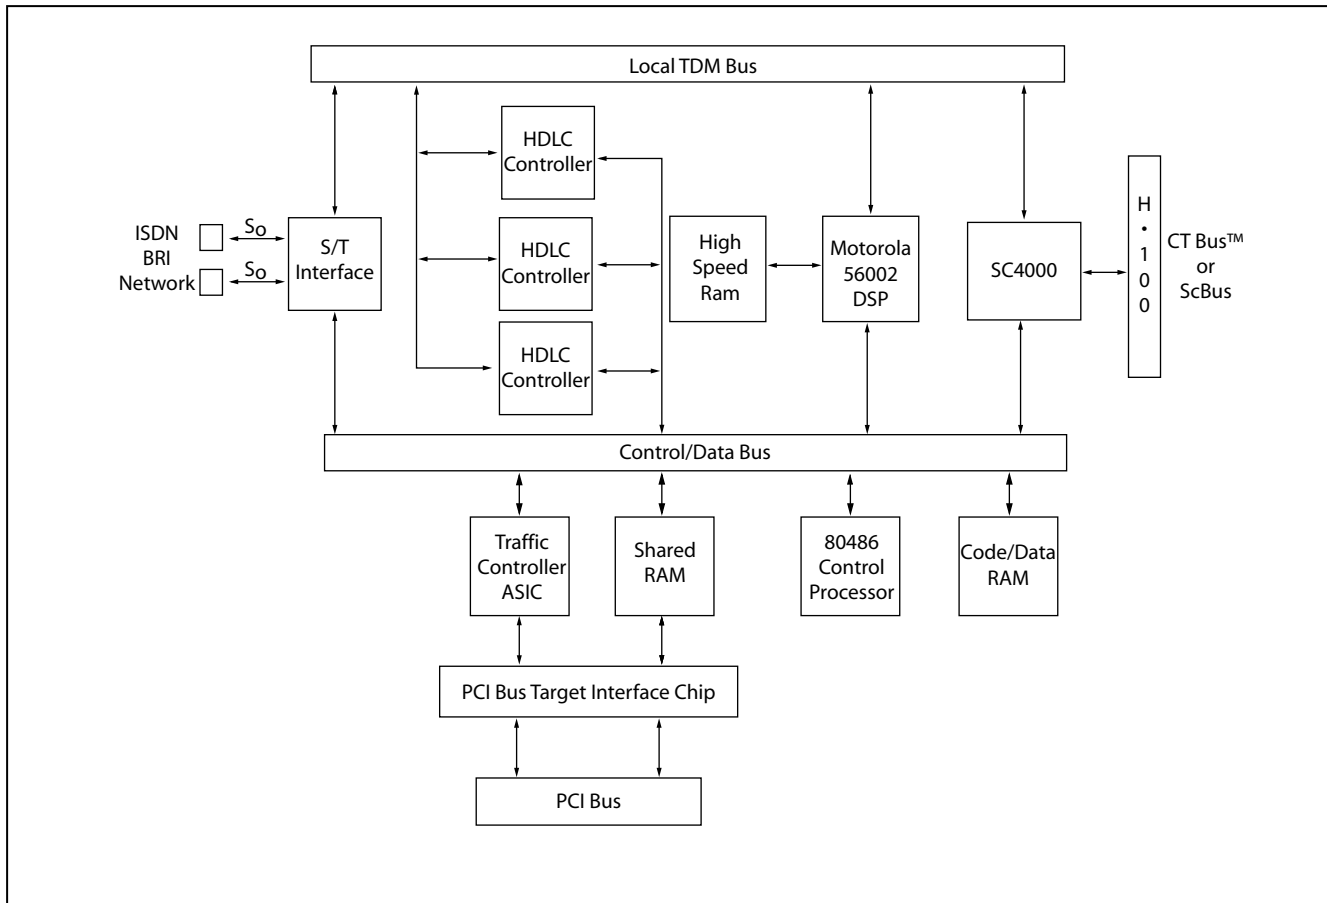 Local TDM Bus
HDLC
Controller
H
•
1
0
0
ISDN
BRI
Network
So
So
S/T
Interface
HDLC
Controller
High
Speed
Ram
Motorola
56002
DSP
SC4000
CT Bus™
or
ScBus
HDLC
Controller
Control/Data Bus
Traffic
Controller
ASIC
Shared
RAM
80486
Control
Processor
Code/Data
RAM
PCI Bus Target Interface Chip
PCI Bus